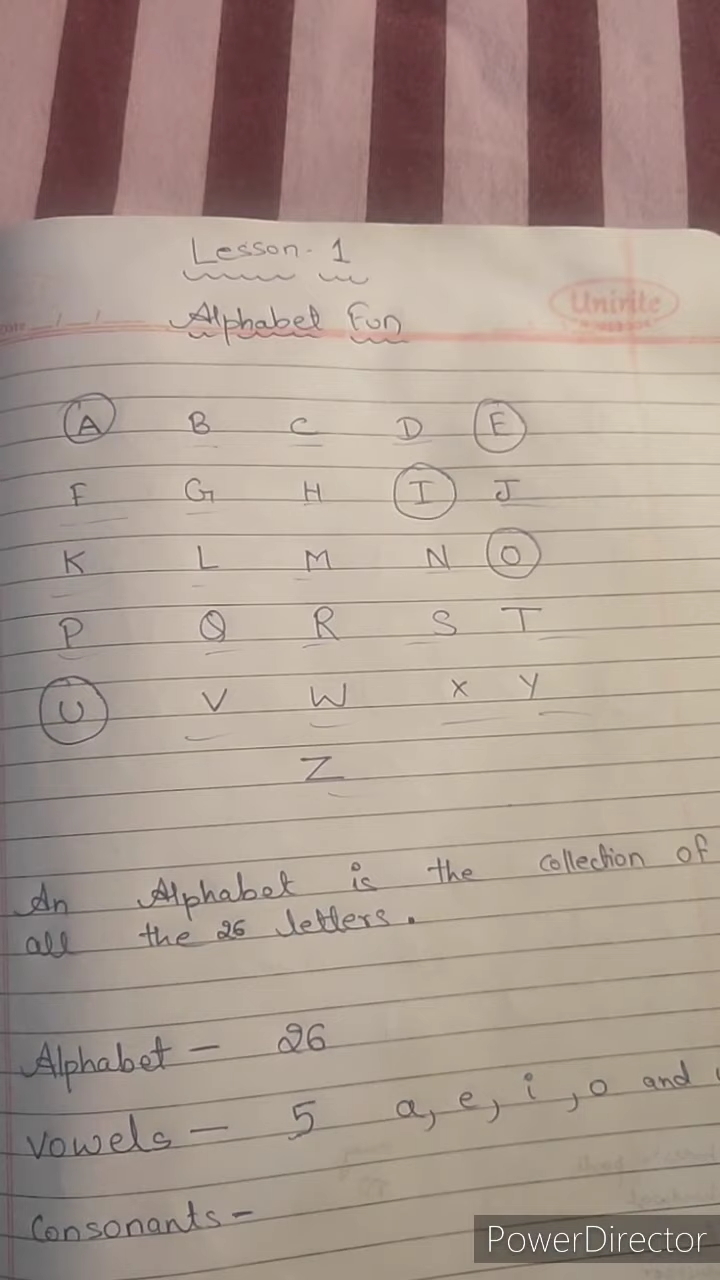 Lesson - 1
Unirite
Alphabet Fun
A B C D E
F G H I J
K L M N O
P Q R S T
U V W X Y
Z
An Alphabet is the collection of
all the 26 letters.
Alphabet - 26
Vowels - 5 a, e, i, o and
Consonants -
PowerDirector